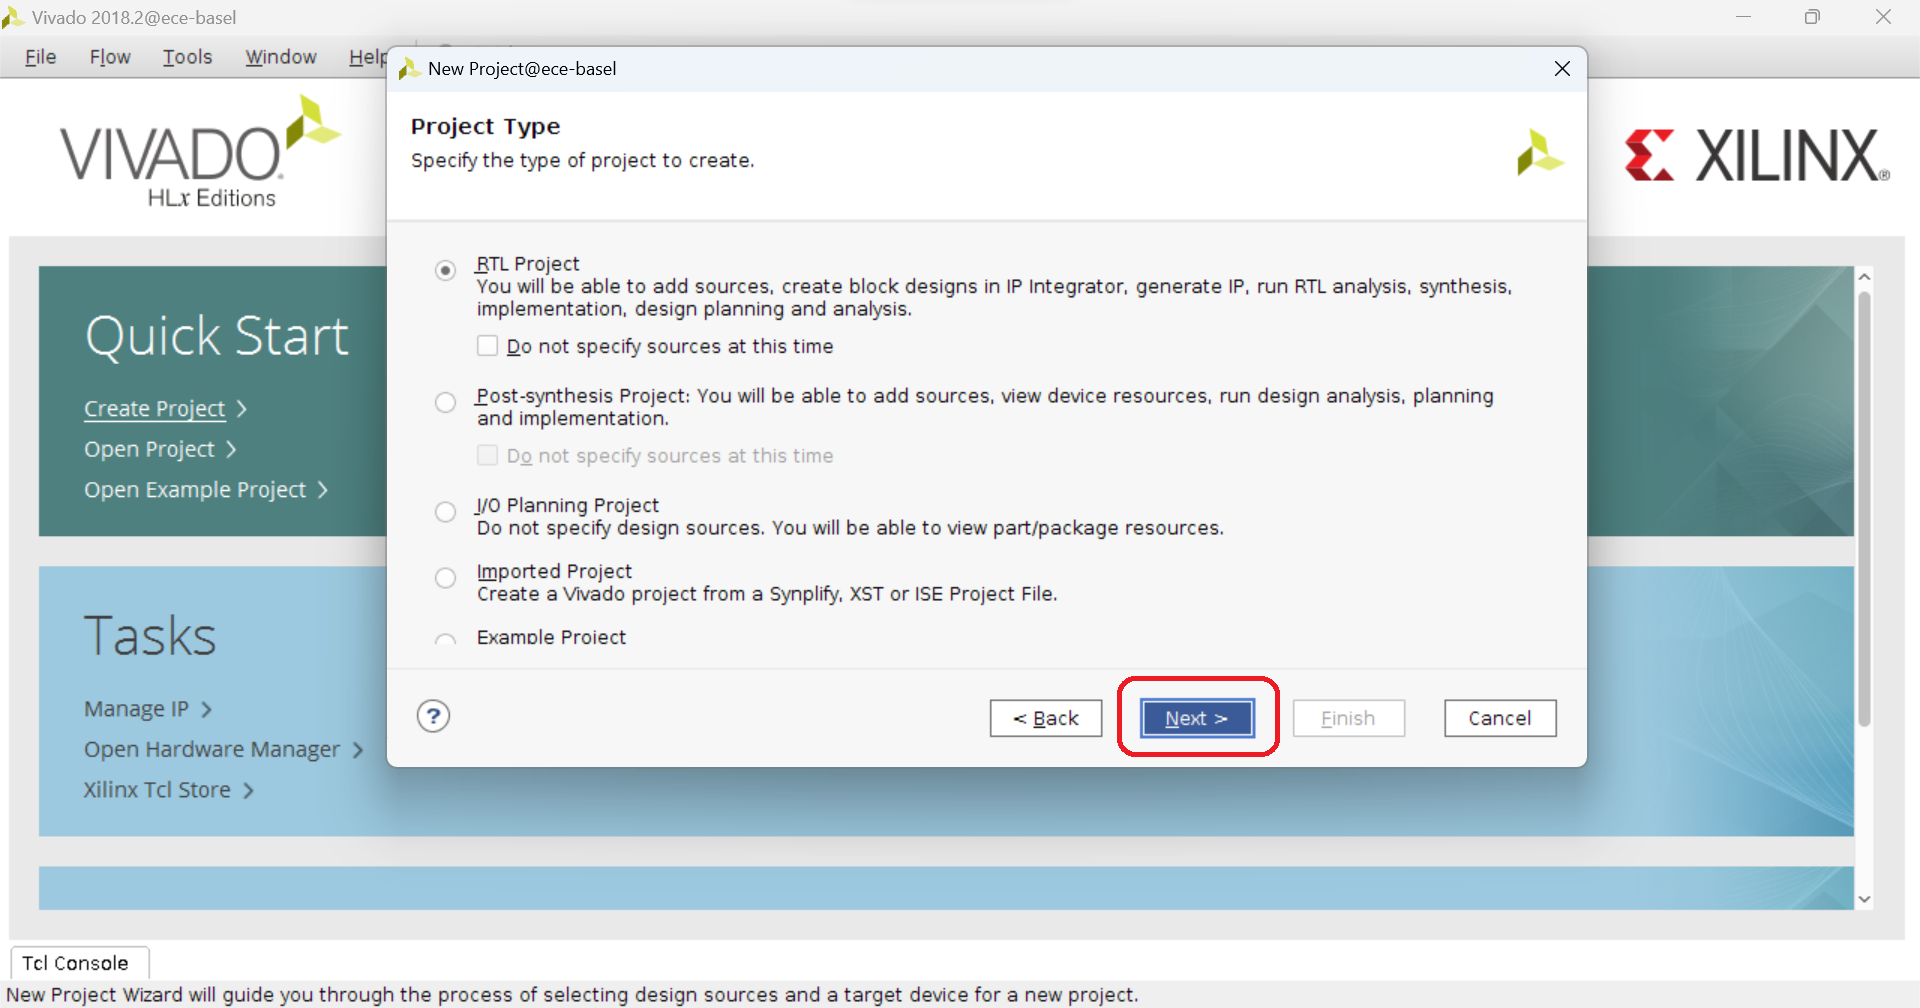 Vivado 2018.2@ece-basel
File Flow Tools Window Help
New Project@ece-basel
VIVADO
HLx Editions
Project Type
Specify the type of project to create.
XILINX®
RTL Project
You will be able to add sources, create block designs in IP Integrator, generate IP, run RTL analysis, synthesis,
implementation, design planning and analysis.
Do not specify sources at this time
Post-synthesis Project: You will be able to add sources, view device resources, run design analysis, planning
and implementation.
Do not specify sources at this time
I/O Planning Project
Do not specify design sources. You will be able to view part/package resources.
Imported Project
Create a Vivado project from a Synplify, XST or ISE Project File.
Example Project
?
< Back
Next >
Finish
Cancel
Quick Start
Create Project >
Open Project >
Open Example Project >
Tasks
Manage IP >
Open Hardware Manager >
Xilinx Tcl Store >
Tcl Console
New Project Wizard will guide you through the process of selecting design sources and a target device for a new project.